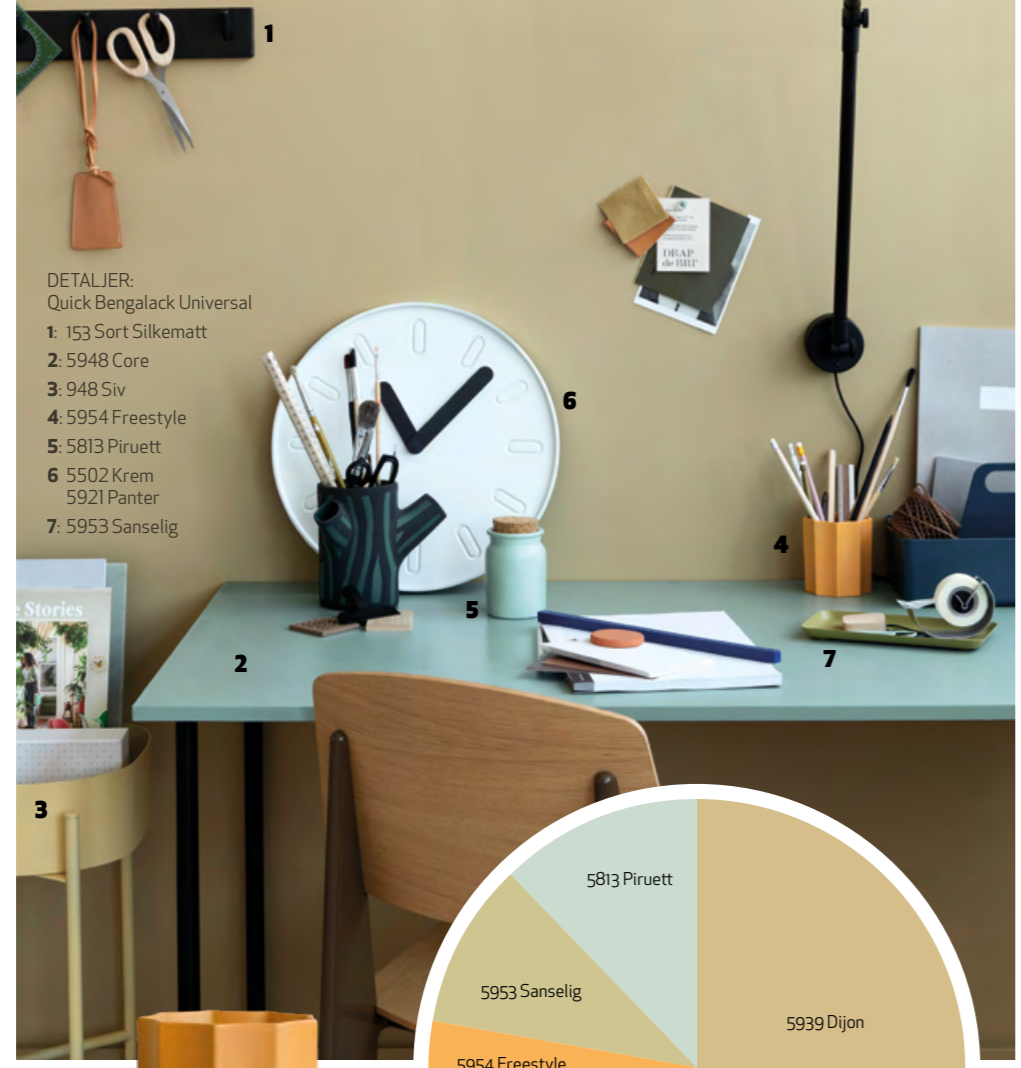 1
DETALJER:
Quick Bengalack Universal
1: 153 Sort Silkematt
2: 5948 Core
3: 948 Siv
4: 5954 Freestyle
5: 5813 Piruett
6 5502 Krem
5921 Panter
7: 5953 Sanselig
DRAP
de BRI'
6
4
5
7
2
e Stories
3
5813 Piruett
5953 Sanselig
5939 Dijon
5954 Freestyle